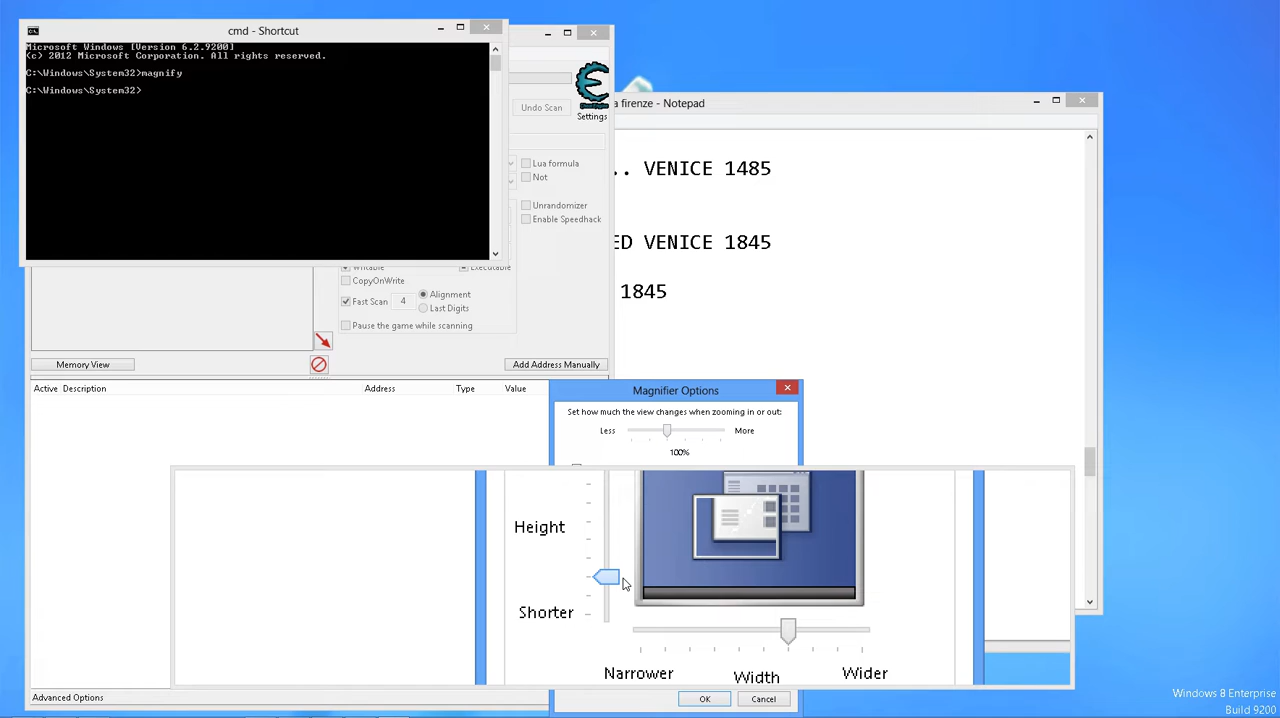 cmd - Shortcut
Microsoft Windows [Version 6.2.9200]
(c) 2012 Microsoft Corporation. All rights reserved.
C:\Windows\System32>magnify
C:\Windows\System32>
Undo Scan
Settings
Lua formula
Not
Unrandomizer
Enable Speedhack
Writable
Executable
CopyOnWrite
Fast Scan 4
Alignment
Last Digits
Pause the game while scanning
Memory View
Add Address Manually
Active Description Address Type Value
Advanced Options
a firenze - Notepad
.. VENICE 1485
ED VENICE 1845
1845
Magnifier Options
Set how much the view changes when zooming in or out:
Less More
100%
Height
Shorter
Narrower Width Wider
OK Cancel
Windows 8 Enterprise
Build 9200